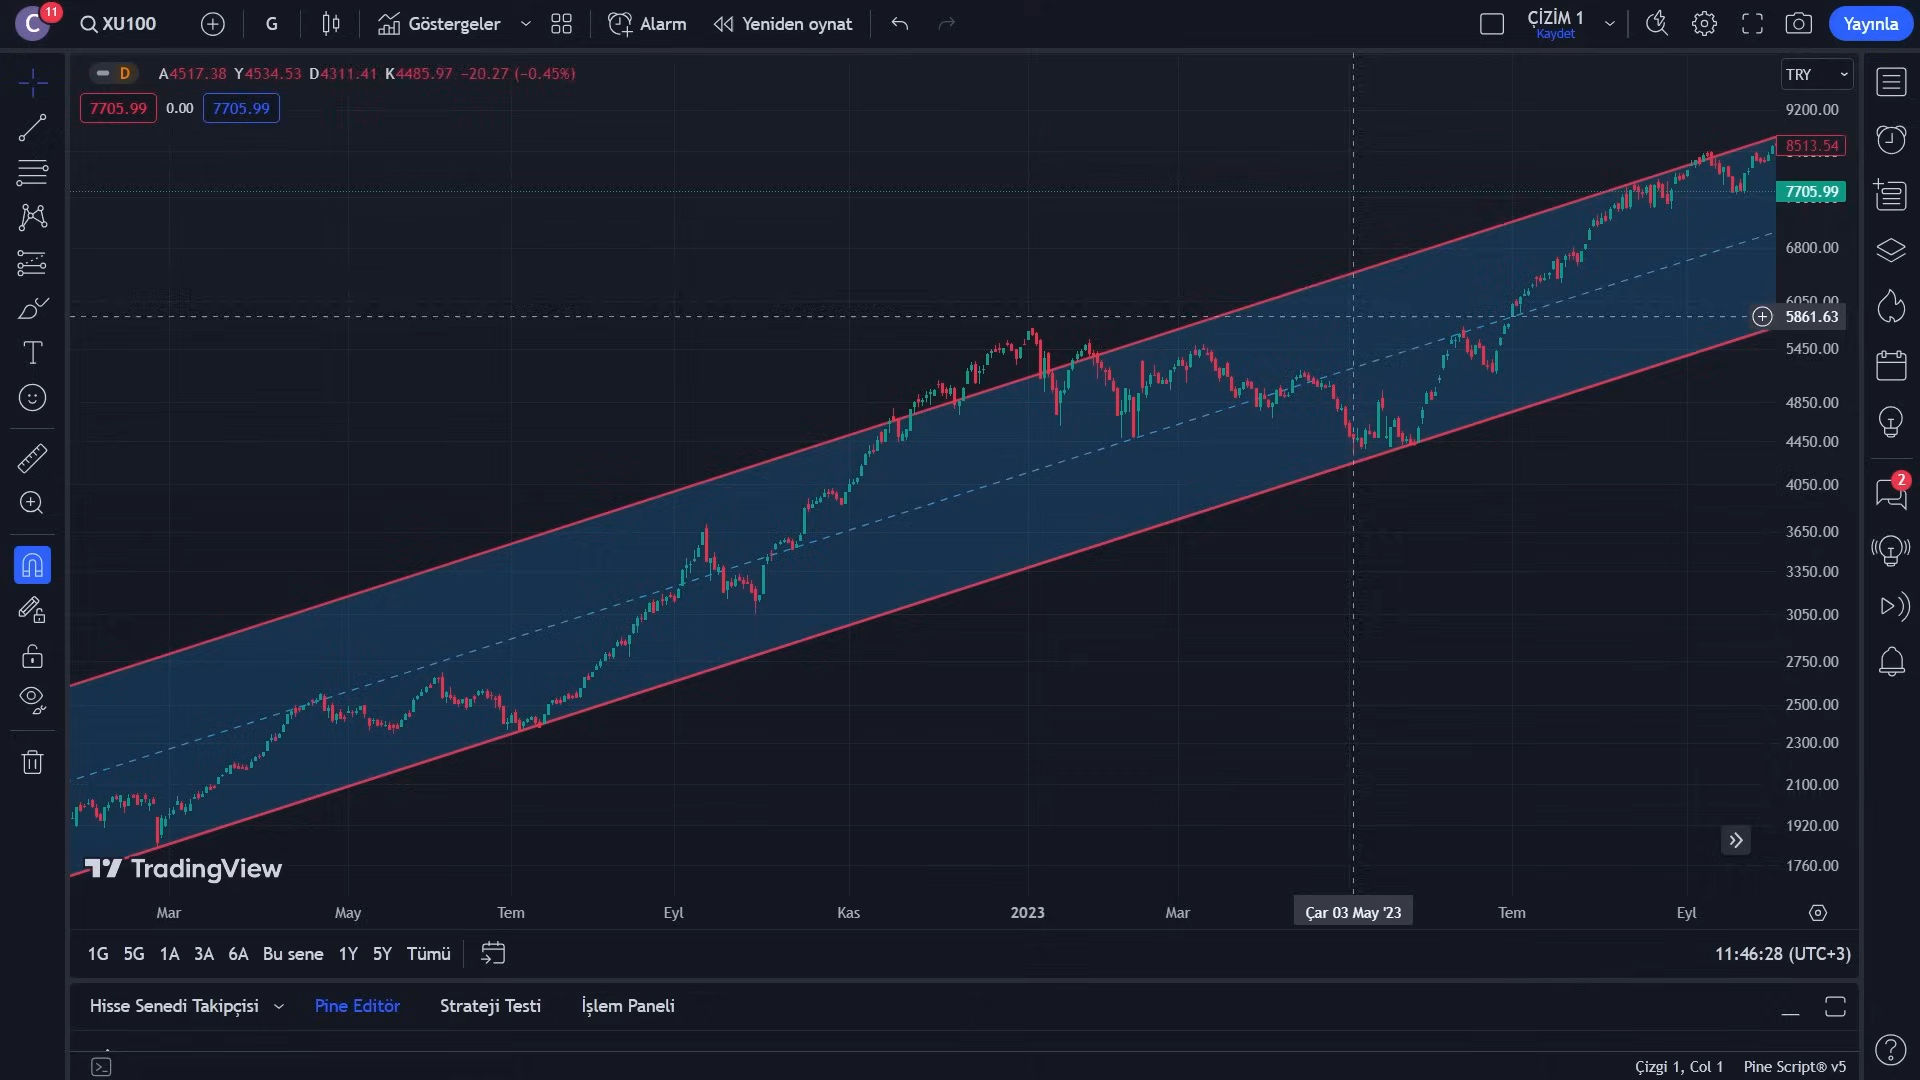 C 11 XU100 G Göstergeler Alarm Yeniden oynat ÇİZİM 1 Yayınla
Kaydet
D A4517.38 Y4534.53 D4311.41 K4485.97 −20.27 (−0.45%)
TRY
7705.99 0.00 7705.99
9200.00
8513.54
7705.99
6800.00
6050.00
5861.63
5450.00
4850.00
4450.00
4050.00
2
3650.00
3350.00
3050.00
2750.00
2500.00
2300.00
2100.00
1920.00
1760.00
TradingView
Mar May Tem Eyl Kas 2023 Mar Çar 03 May '23 Tem Eyl
1G 5G 1A 3A 6A Bu sene 1Y 5Y Tümü 11:46:28 (UTC+3)
Hisse Senedi Takipçisi Pine Editör Strateji Testi İşlem Paneli
Çizgi 1, Col 1 Pine Script® v5